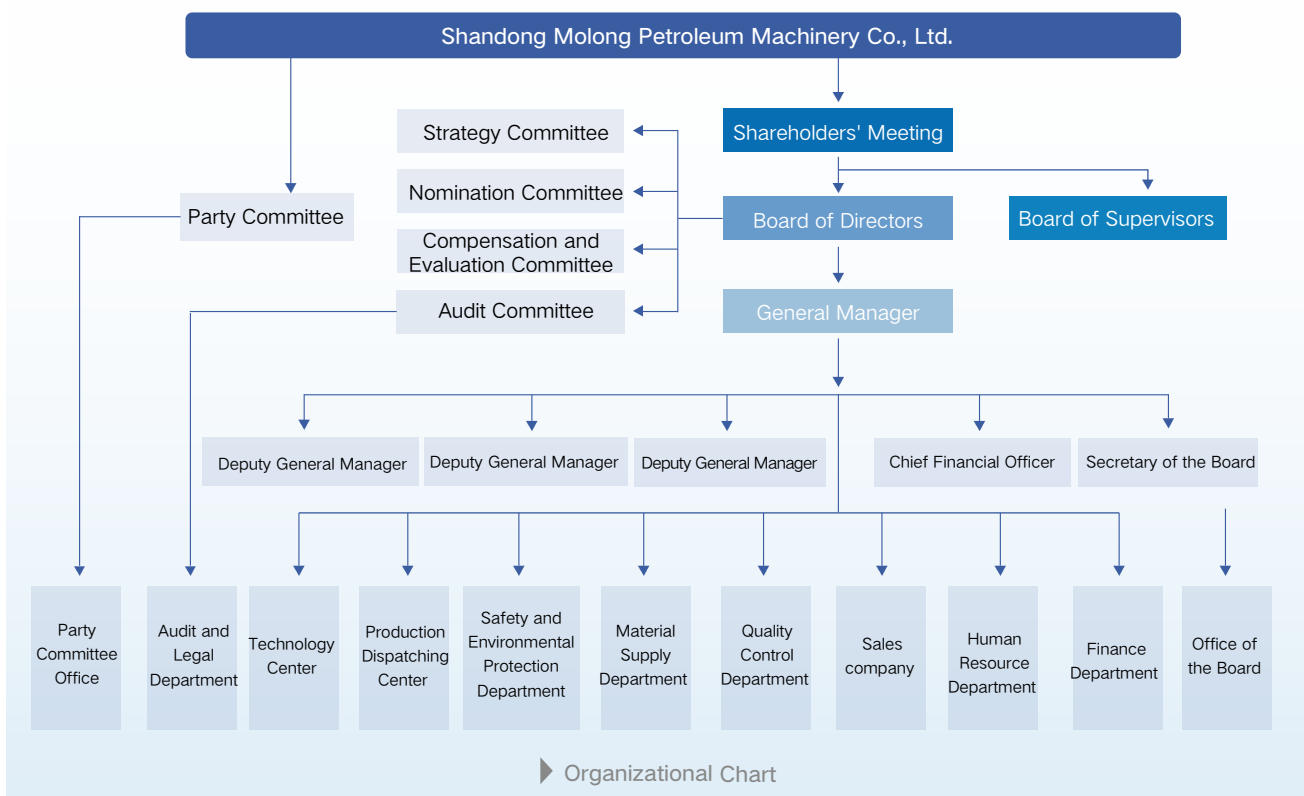 Shandong Molong Petroleum Machinery Co., Ltd.
Strategy Committee
Shareholders' Meeting
Nomination Committee
Party Committee
Board of Directors
Board of Supervisors
Compensation and
Evaluation Committee
Audit Committee
General Manager
Deputy General Manager
Deputy General Manager
Deputy General Manager
Chief Financial Officer
Secretary of the Board
Party
Committee
Office
Audit and
Legal
Department
Technology
Center
Production
Dispatching
Center
Safety and
Environmental
Protection
Department
Material
Supply
Department
Quality
Control
Department
Sales
company
Human
Resource
Department
Finance
Department
Office of
the Board
Organizational Chart